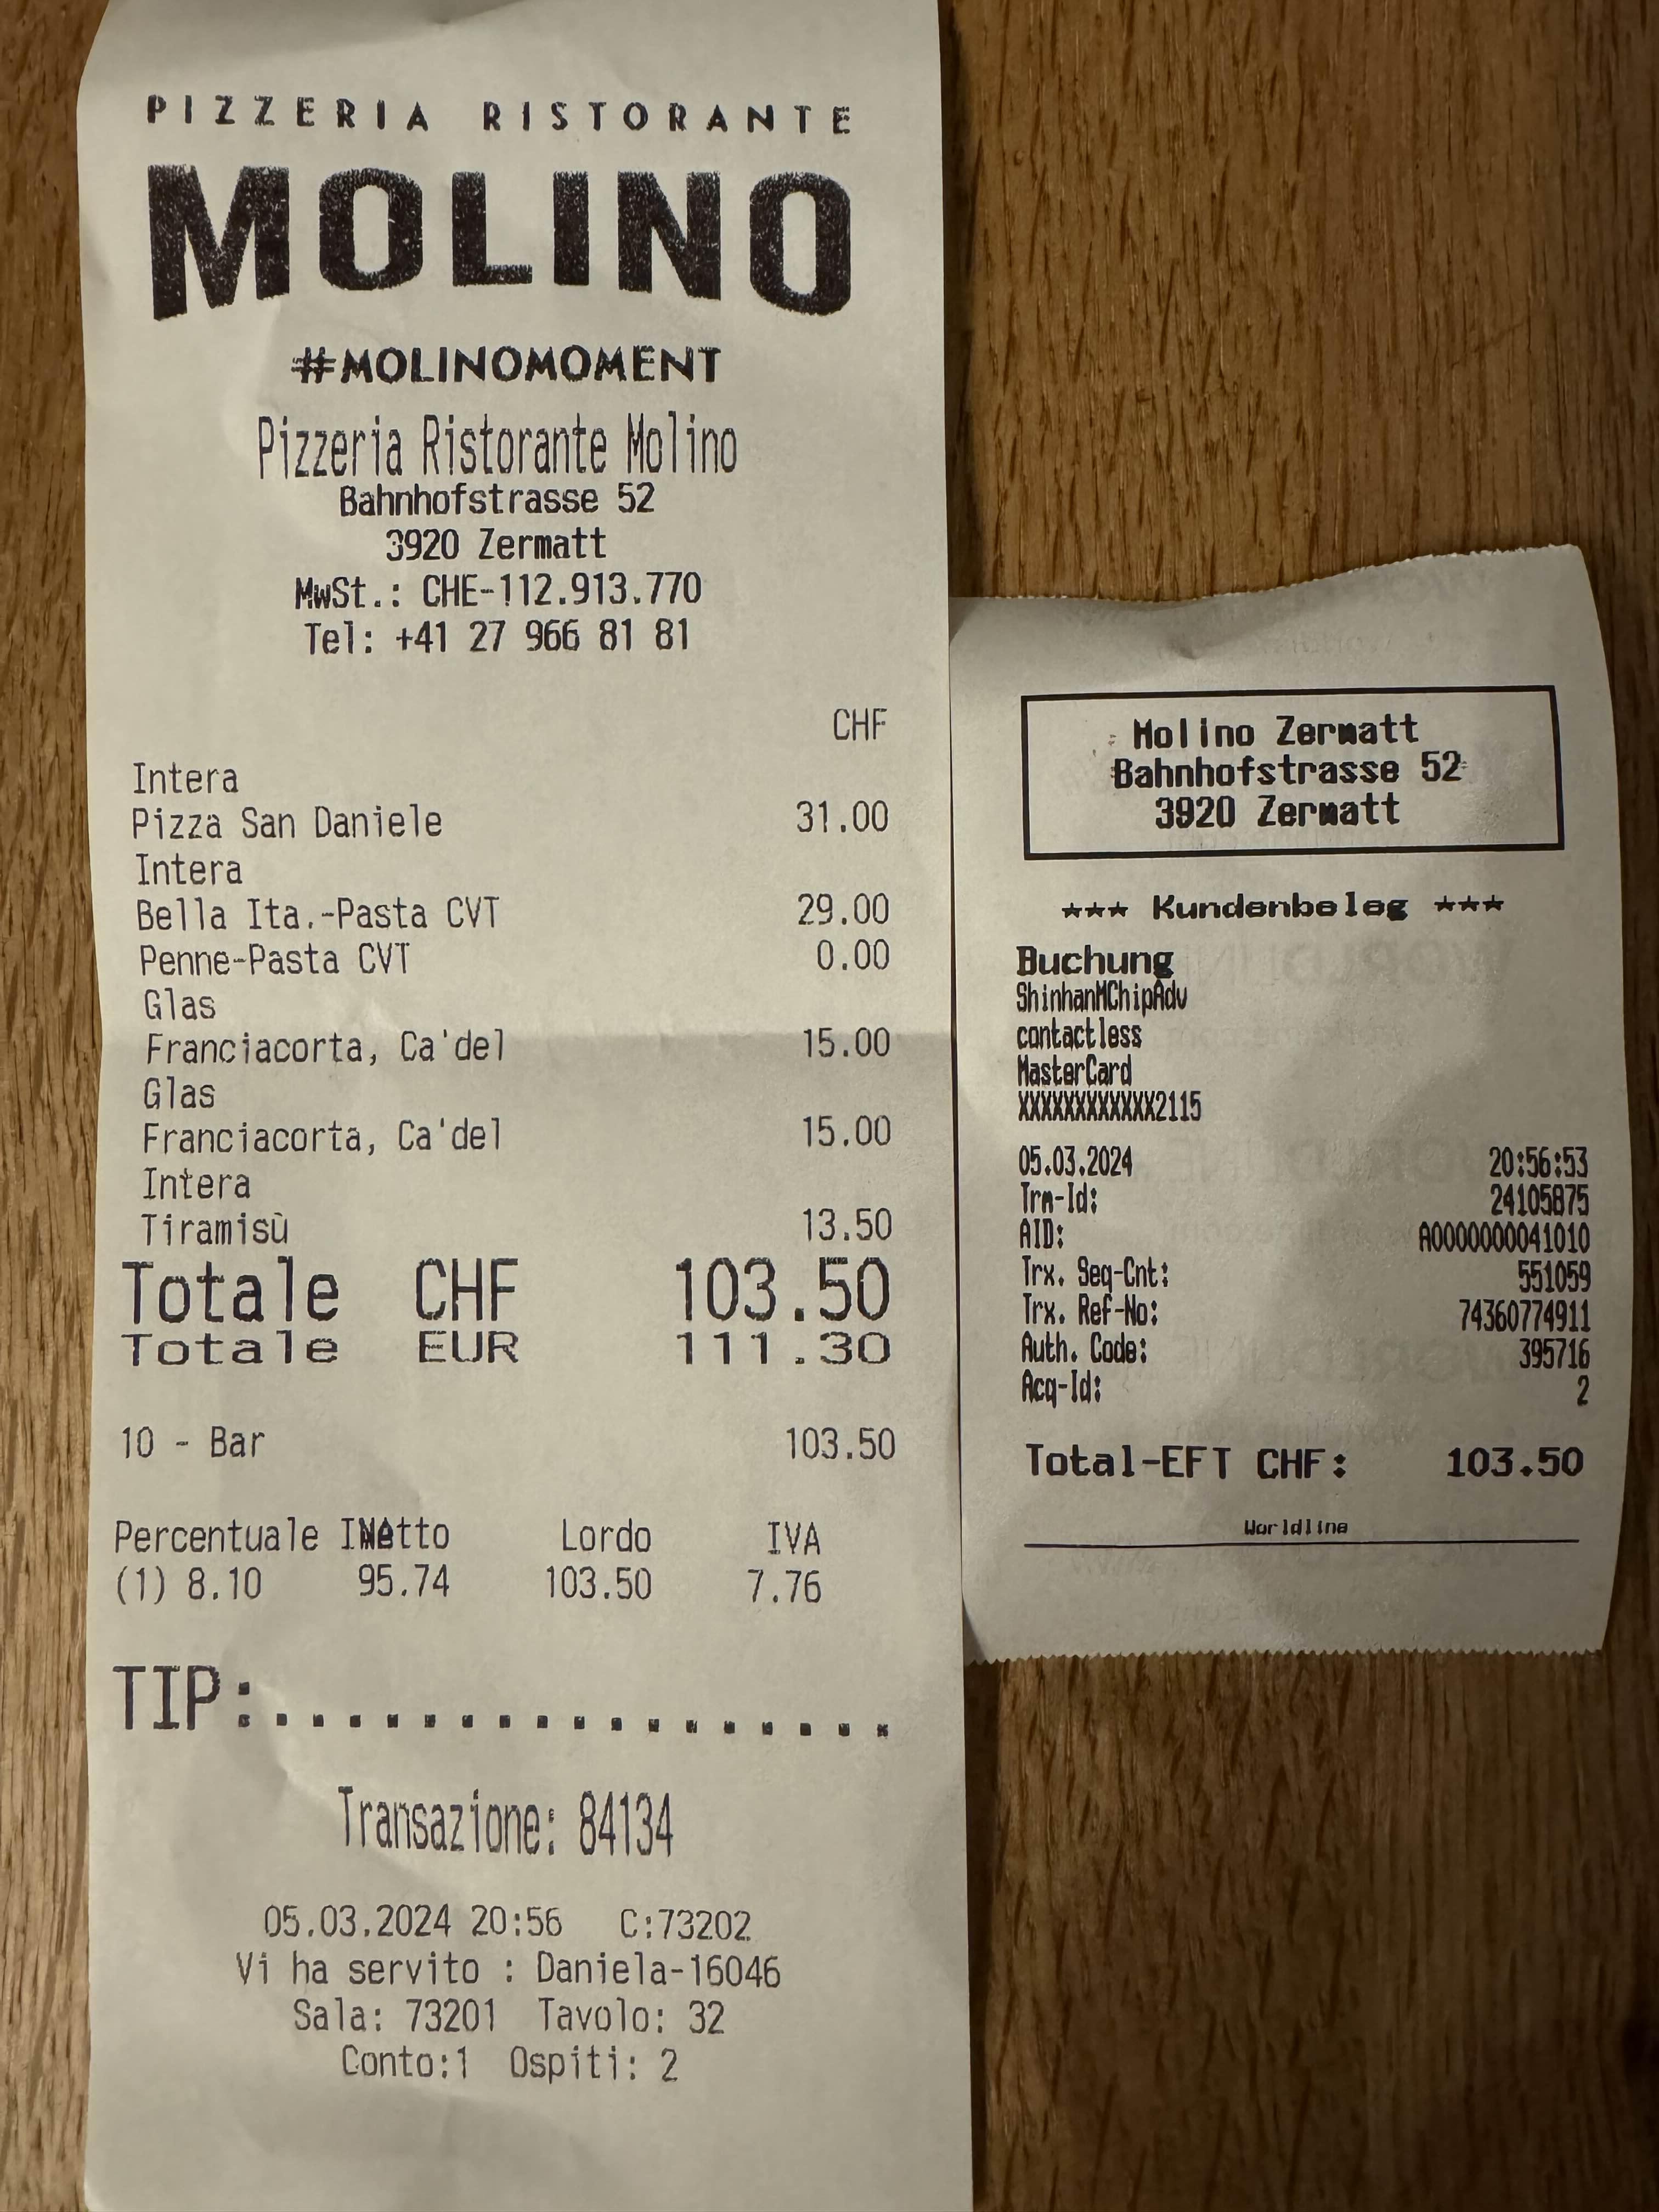 PIZZERIA RISTORANTE
MOLINO
#MOLINOMOMENT
Pizzeria Ristorante Molino
Bahnhofstrasse 52
3920 Zermatt
MwSt.: CHE-112.913.770
Tel: +41 27 966 81 81
CHF
Intera
Pizza San Daniele 31.00
Intera
Bella Ita.-Pasta CVT 29.00
Penne-Pasta CVT 0.00
Glas
Franciacorta, Ca'del 15.00
Glas
Franciacorta, Ca'del 15.00
Intera
Tiramisù 13.50
Totale CHF 103.50
Totale EUR 111.30
10 - Bar 103.50
Percentuale Lordo IVA
(1) 8.10 95.74 103.50 7.76
TIP:.................
Transazione: 84134
05.03.2024 20:56 C:73202
Vi ha servito : Daniela-16046
Sala: 73201 Tavolo: 32
Conto:1 Ospiti: 2
Molino Zermatt
Bahnhofstrasse 52
3920 Zermatt
*** Kundenbeleg ***
Buchung
ShinhanMChipAdv
contactless
MasterCard
XXXXXXXXXXXX2115
05.03.2024 20:56:53
Trm-Id: 24105875
AID: A0000000041010
Trx. Seq-Cnt: 551059
Trx. Ref-No: 74360774911
Auth. Code: 395716
Acq-Id: 2
Total-EFT CHF: 103.50
Worldline